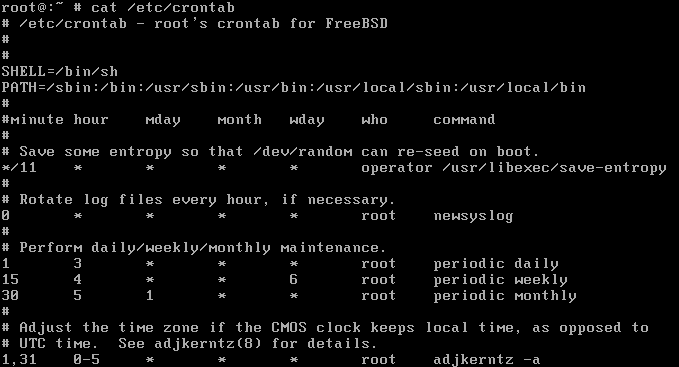 root@:~ # cat /etc/crontab
# /etc/crontab - root's crontab for FreeBSD
#
#
SHELL=/bin/sh
PATH=/sbin:/bin:/usr/sbin:/usr/bin:/usr/local/sbin:/usr/local/bin
#
#minute hour    mday    month   wday    who     command
#
# Save some entropy so that /dev/random can re-seed on boot.
*/11    *       *       *       *       operator /usr/libexec/save-entropy
#
# Rotate log files every hour, if necessary.
0       *       *       *       *       root    newsyslog
#
# Perform daily/weekly/monthly maintenance.
1       3       *       *       *       root    periodic daily
15      4       *       *       6       root    periodic weekly
30      5       1       *       *       root    periodic monthly
#
# Adjust the time zone if the CMOS clock keeps local time, as opposed to
# UTC time.  See adjkerntz(8) for details.
1,31    0-5     *       *       *       root    adjkerntz -a